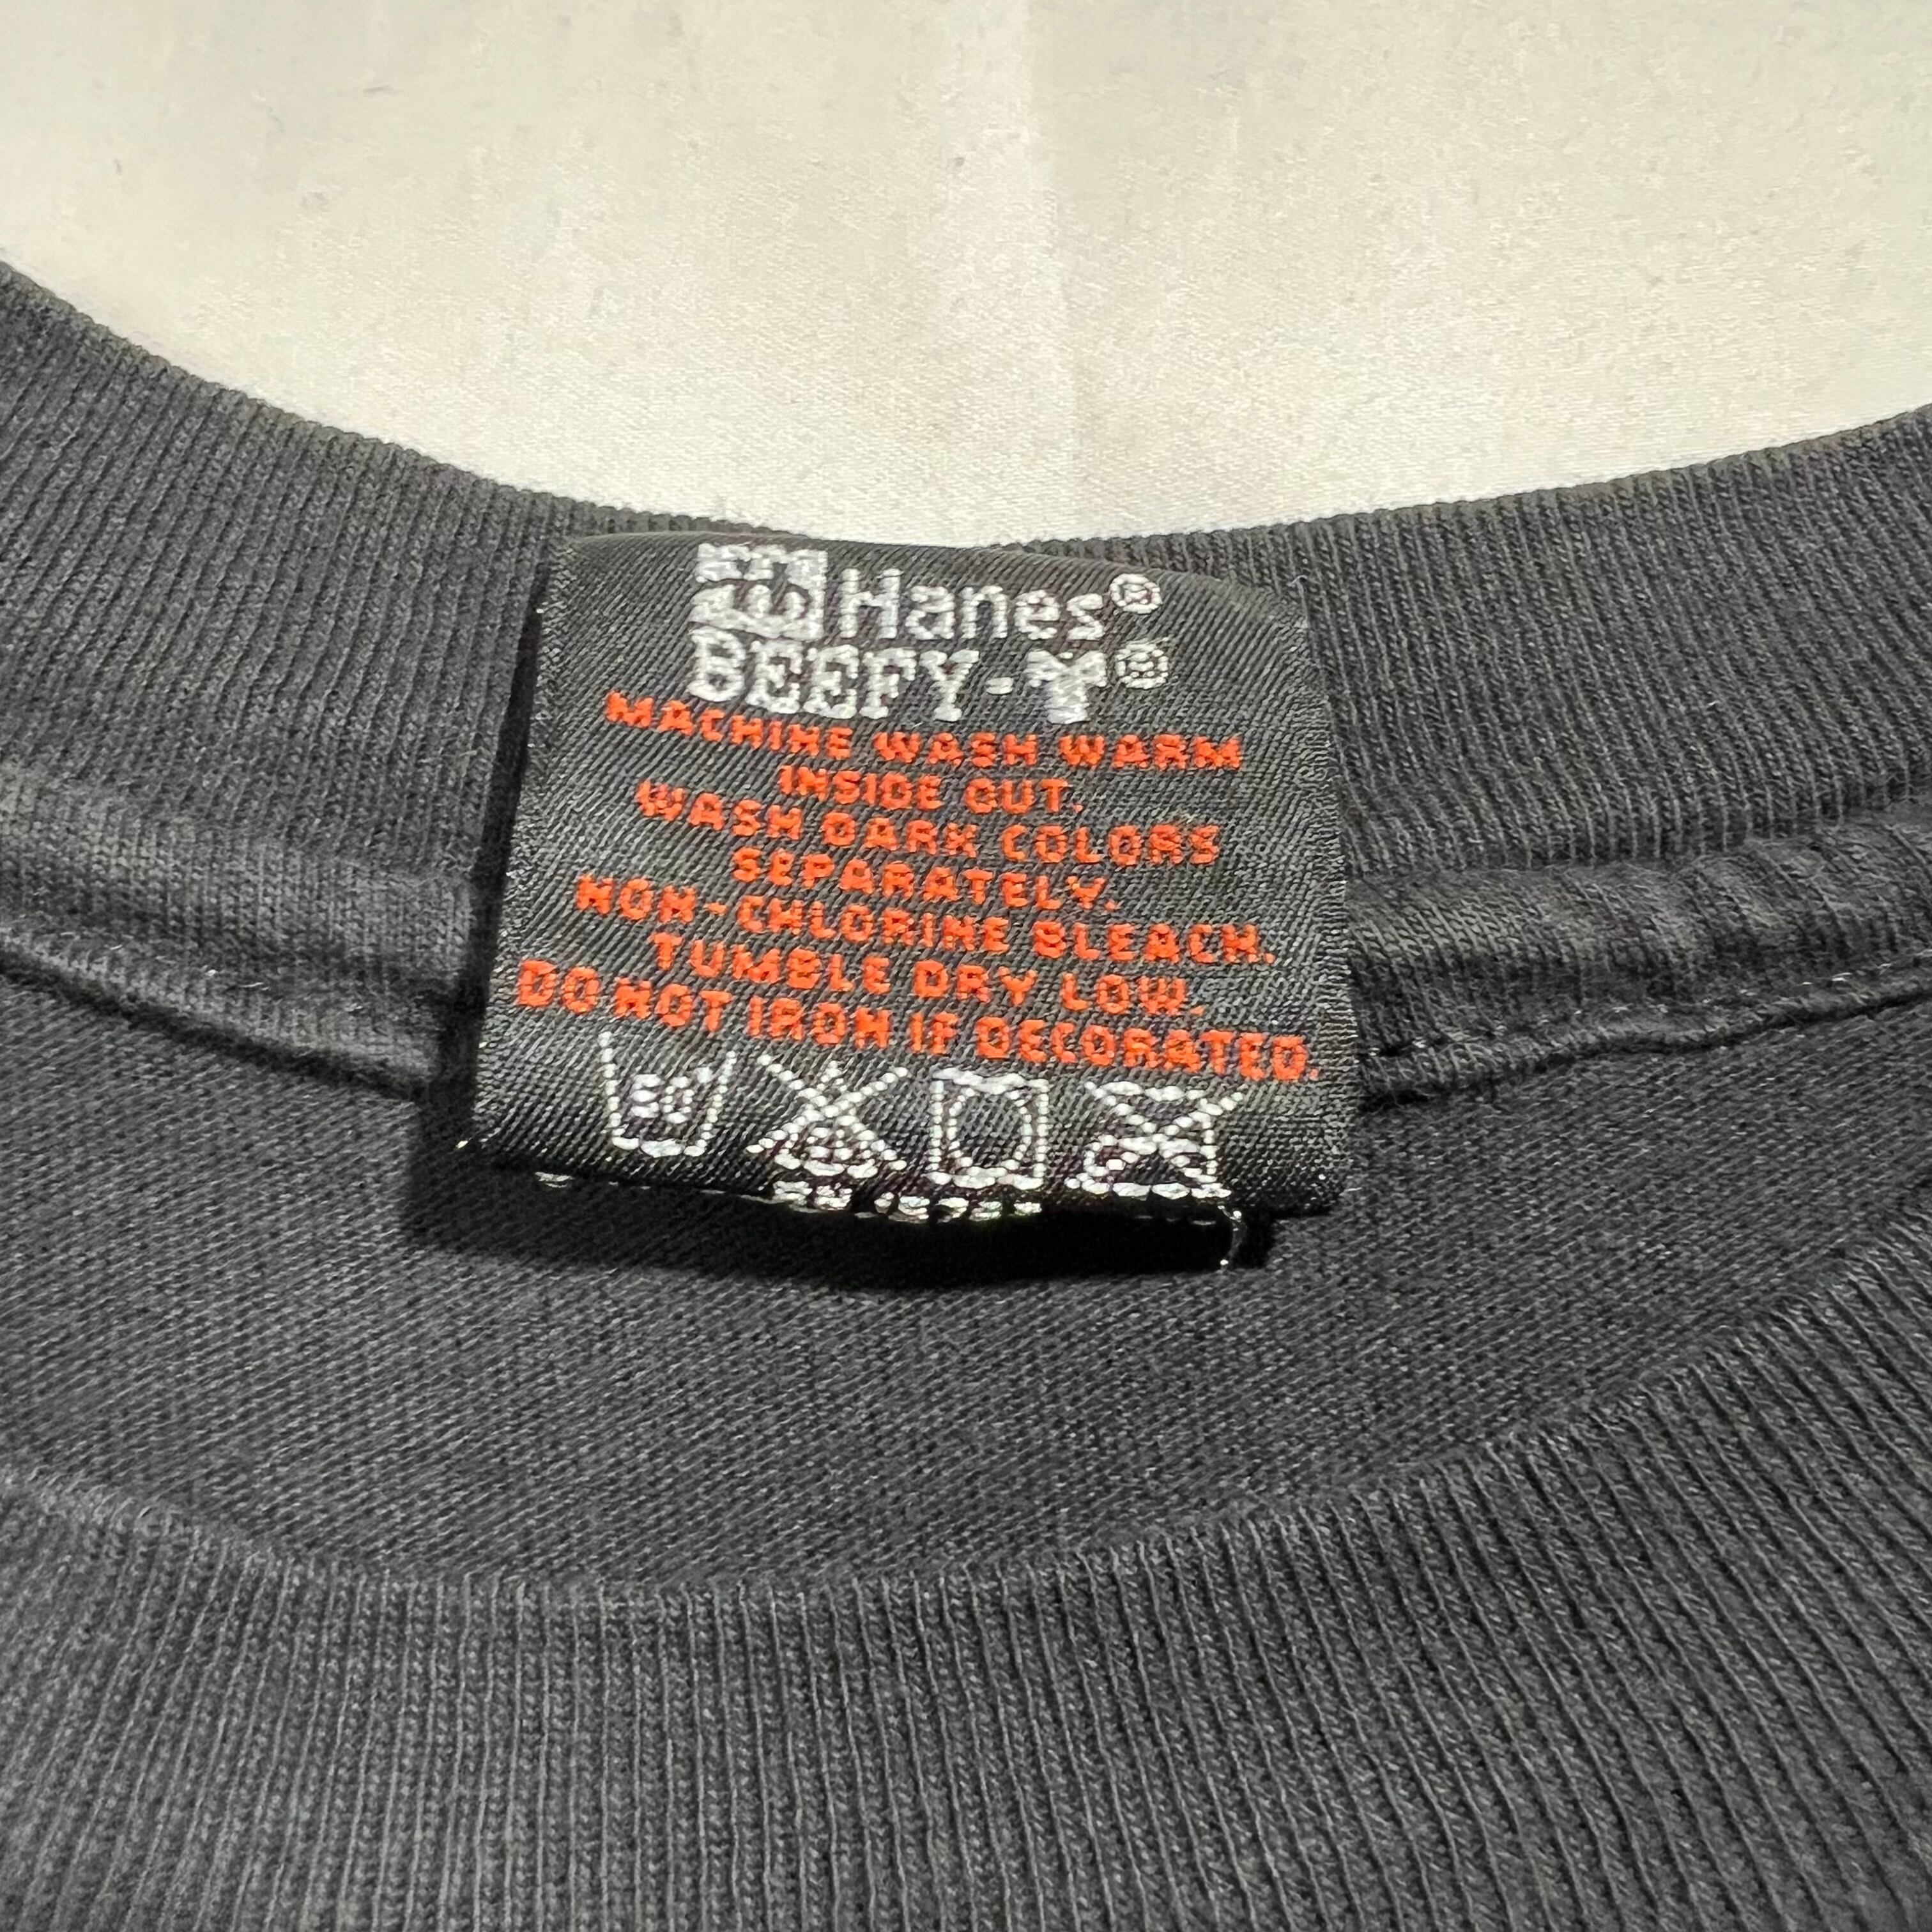 Hanes®
BEEFY-T®
MACHINE WASH WARM
INSIDE OUT.
WASH DARK COLORS
SEPARATELY.
NON-CHLORINE BLEACH.
TUMBLE DRY LOW.
DO NOT IRON IF DECORATED.